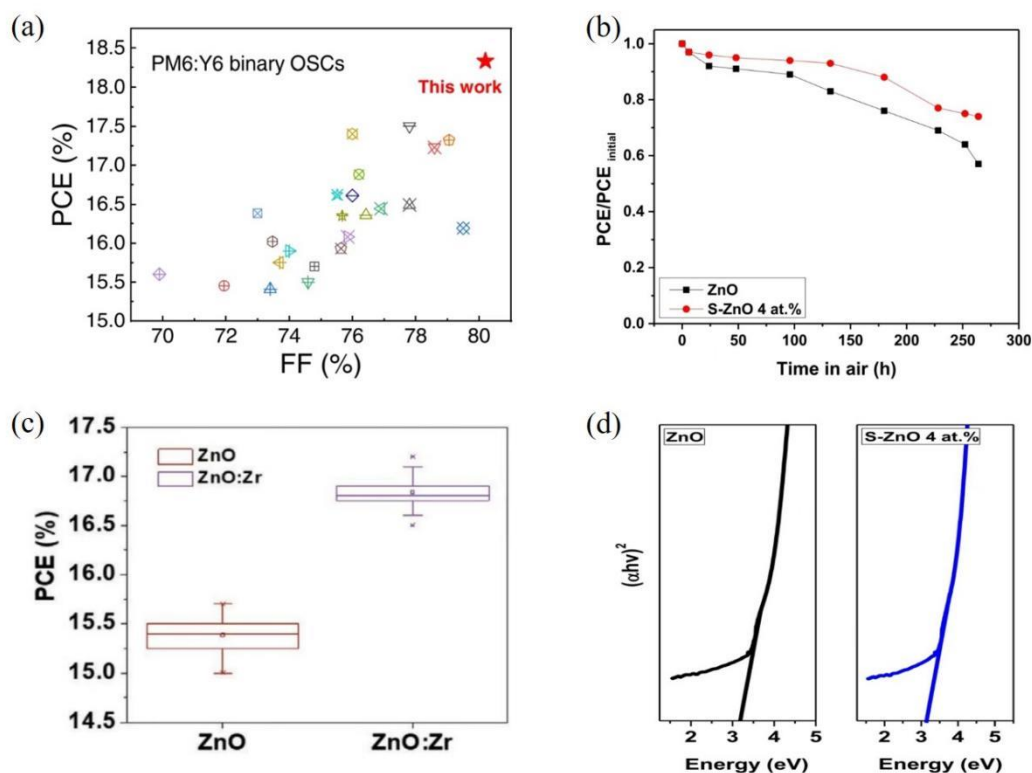 (a)
PM6:Y6 binary OSCs
This work
PCE (%)
18.5
18.0
17.5
17.0
16.5
16.0
15.5
15.0
70 72 74 76 78 80
FF (%)
(b)
PCE/PCE initial
1.0
0.8
0.6
0.4
0.2
0.0
ZnO
S-ZnO 4 at.%
0 50 100 150 200 250 300
Time in air (h)
(c)
PCE (%)
17.5
17.0
16.5
16.0
15.5
15.0
14.5
ZnO
ZnO:Zr
ZnO ZnO:Zr
(d)
(αhν)²
ZnO
2 3 4 5
Energy (eV)
S-ZnO 4 at.%
2 3 4 5
Energy (eV)